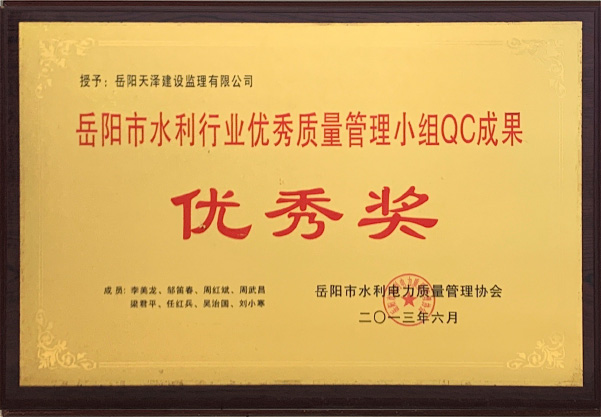 授予：岳阳天泽建设监理有限公司
岳阳市水利行业优秀质量管理小组QC成果
优秀奖
成员：李美龙、邹笛春、周红斌、周武昌
梁君平、任红兵、吴治国、刘小寒
岳阳市水利电力质量管理协会
二〇一三年六月